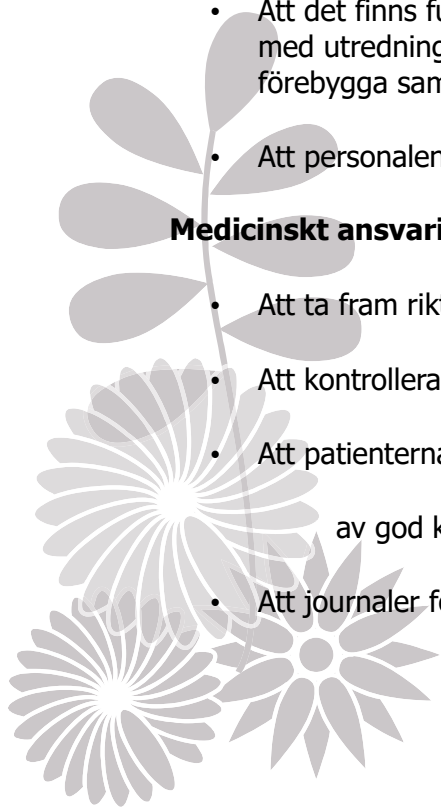 • Att det finns fu
med utredning
förebygga sam
• Att personalen
Medicinskt ansvari
• Att ta fram rikt
• Att kontrollera
• Att patienterna
av god k
• Att journaler fö